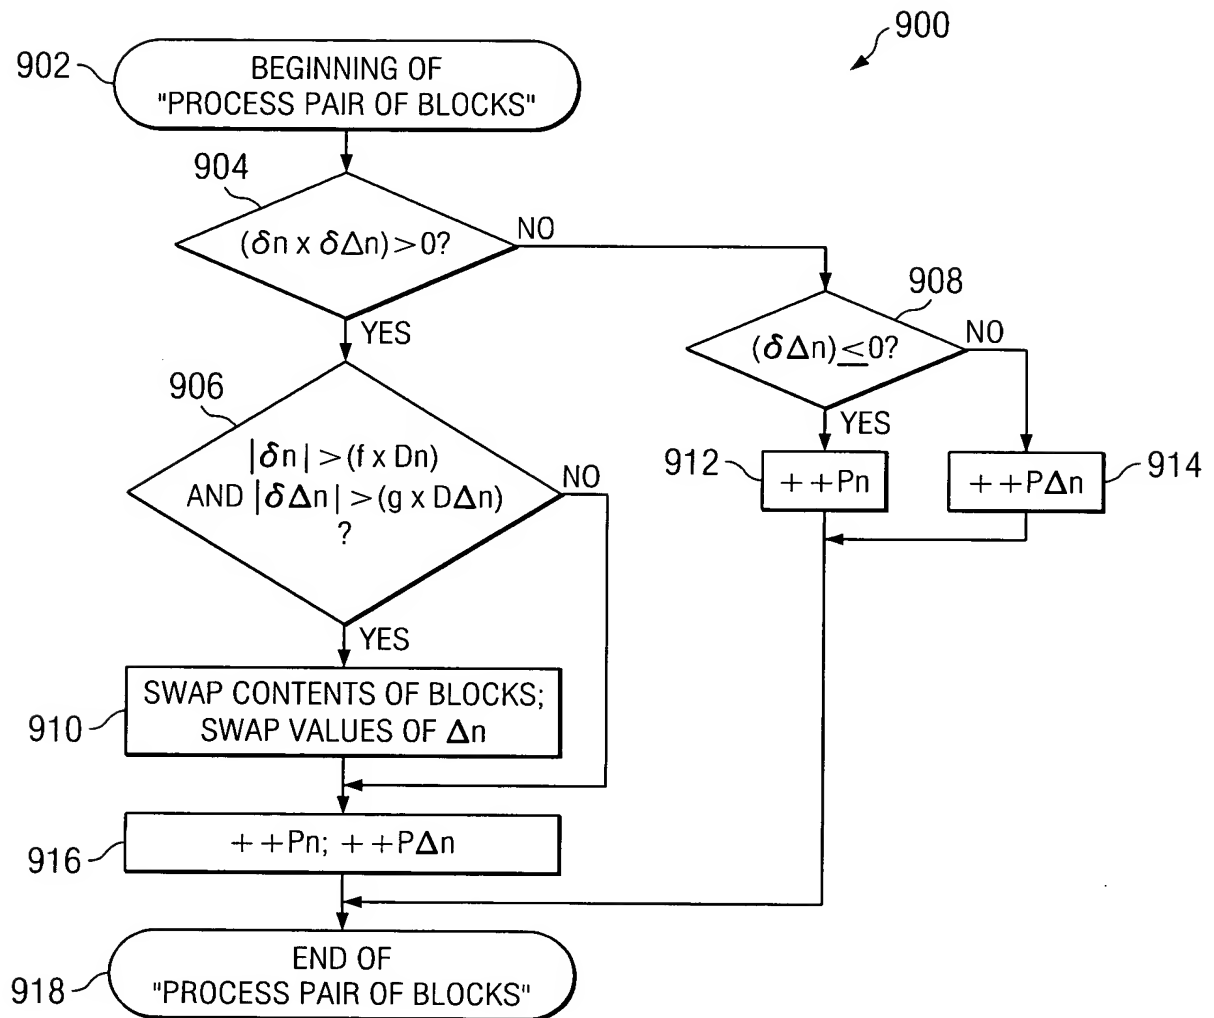 900
902
BEGINNING OF
"PROCESS PAIR OF BLOCKS"
904
(δn x δΔn) > 0?
NO
YES
908
(δΔn) ≤ 0?
NO
YES
906
|δn| > (f x Dn)
AND |δΔn| > (g x DΔn)
?
NO
YES
912
++Pn
++PΔn
914
910
SWAP CONTENTS OF BLOCKS;
SWAP VALUES OF Δn
916
++Pn; ++PΔn
918
END OF
"PROCESS PAIR OF BLOCKS"